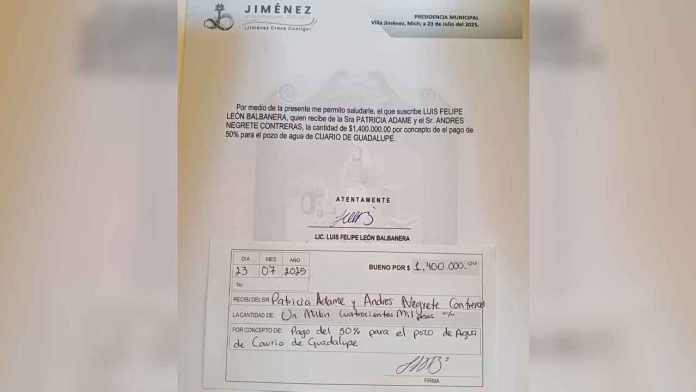 JIMÉNEZ
¡Jiménez Crece Contigo!
PRESIDENCIA MUNICIPAL
Villa Jiménez, Mich; a 23 de Julio del 2025.
Por medio de la presente me permito saludarle, el que suscribe LUIS FELIPE
LEÓN BALBANERA, quien recibe de la Sra PATRICIA ADAME y el Sr. ANDRES
NEGRETE CONTRERAS, la cantidad de $1,400.000.00 por concepto de el pago de
50% para el pozo de agua de CUARIO DE GUADALUPE.
ATENTAMENTE
LIC. LUIS FELIPE LEÓN BALBANERA
DIA MES AÑO
23 07 2025
BUENO POR $ 1,400 000.00
No.
RECIBI DEL SR. Patricia Adame y Andres Negrete Contreras
LA CANTIDAD DE: Un Millón Cuatrocientos Mil pesos
POR CONCEPTO DE: Pago del 50% para el pozo de Agua
de Caurio de Guadalupe
FIRMA